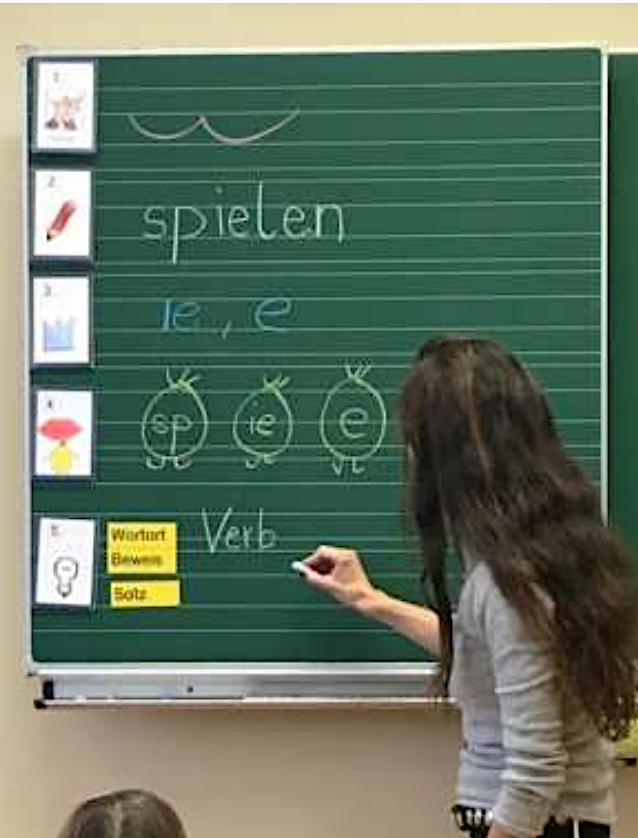 1.
2.
spielen
3.
ie, e
4.
sp ie e
5.
Wortart
Verb
Beweis
Satz